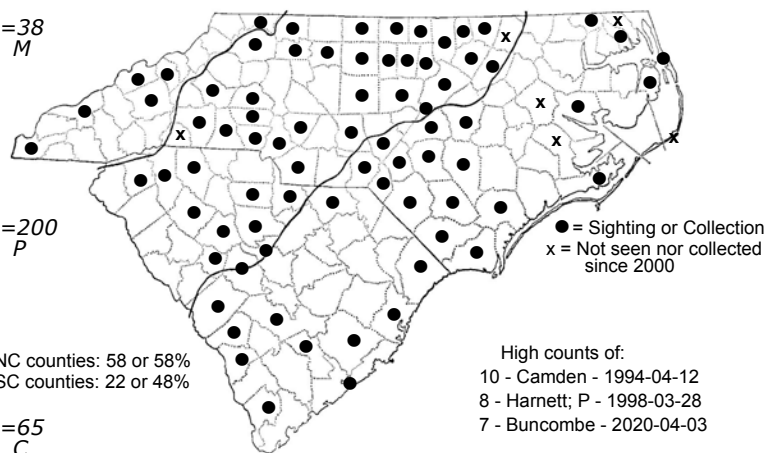 =38
M
=200
P
=65
C
● = Sighting or Collection
x = Not seen nor collected
since 2000
NC counties: 58 or 58%
SC counties: 22 or 48%
High counts of:
10 - Camden - 1994-04-12
8 - Harnett; P - 1998-03-28
7 - Buncombe - 2020-04-03